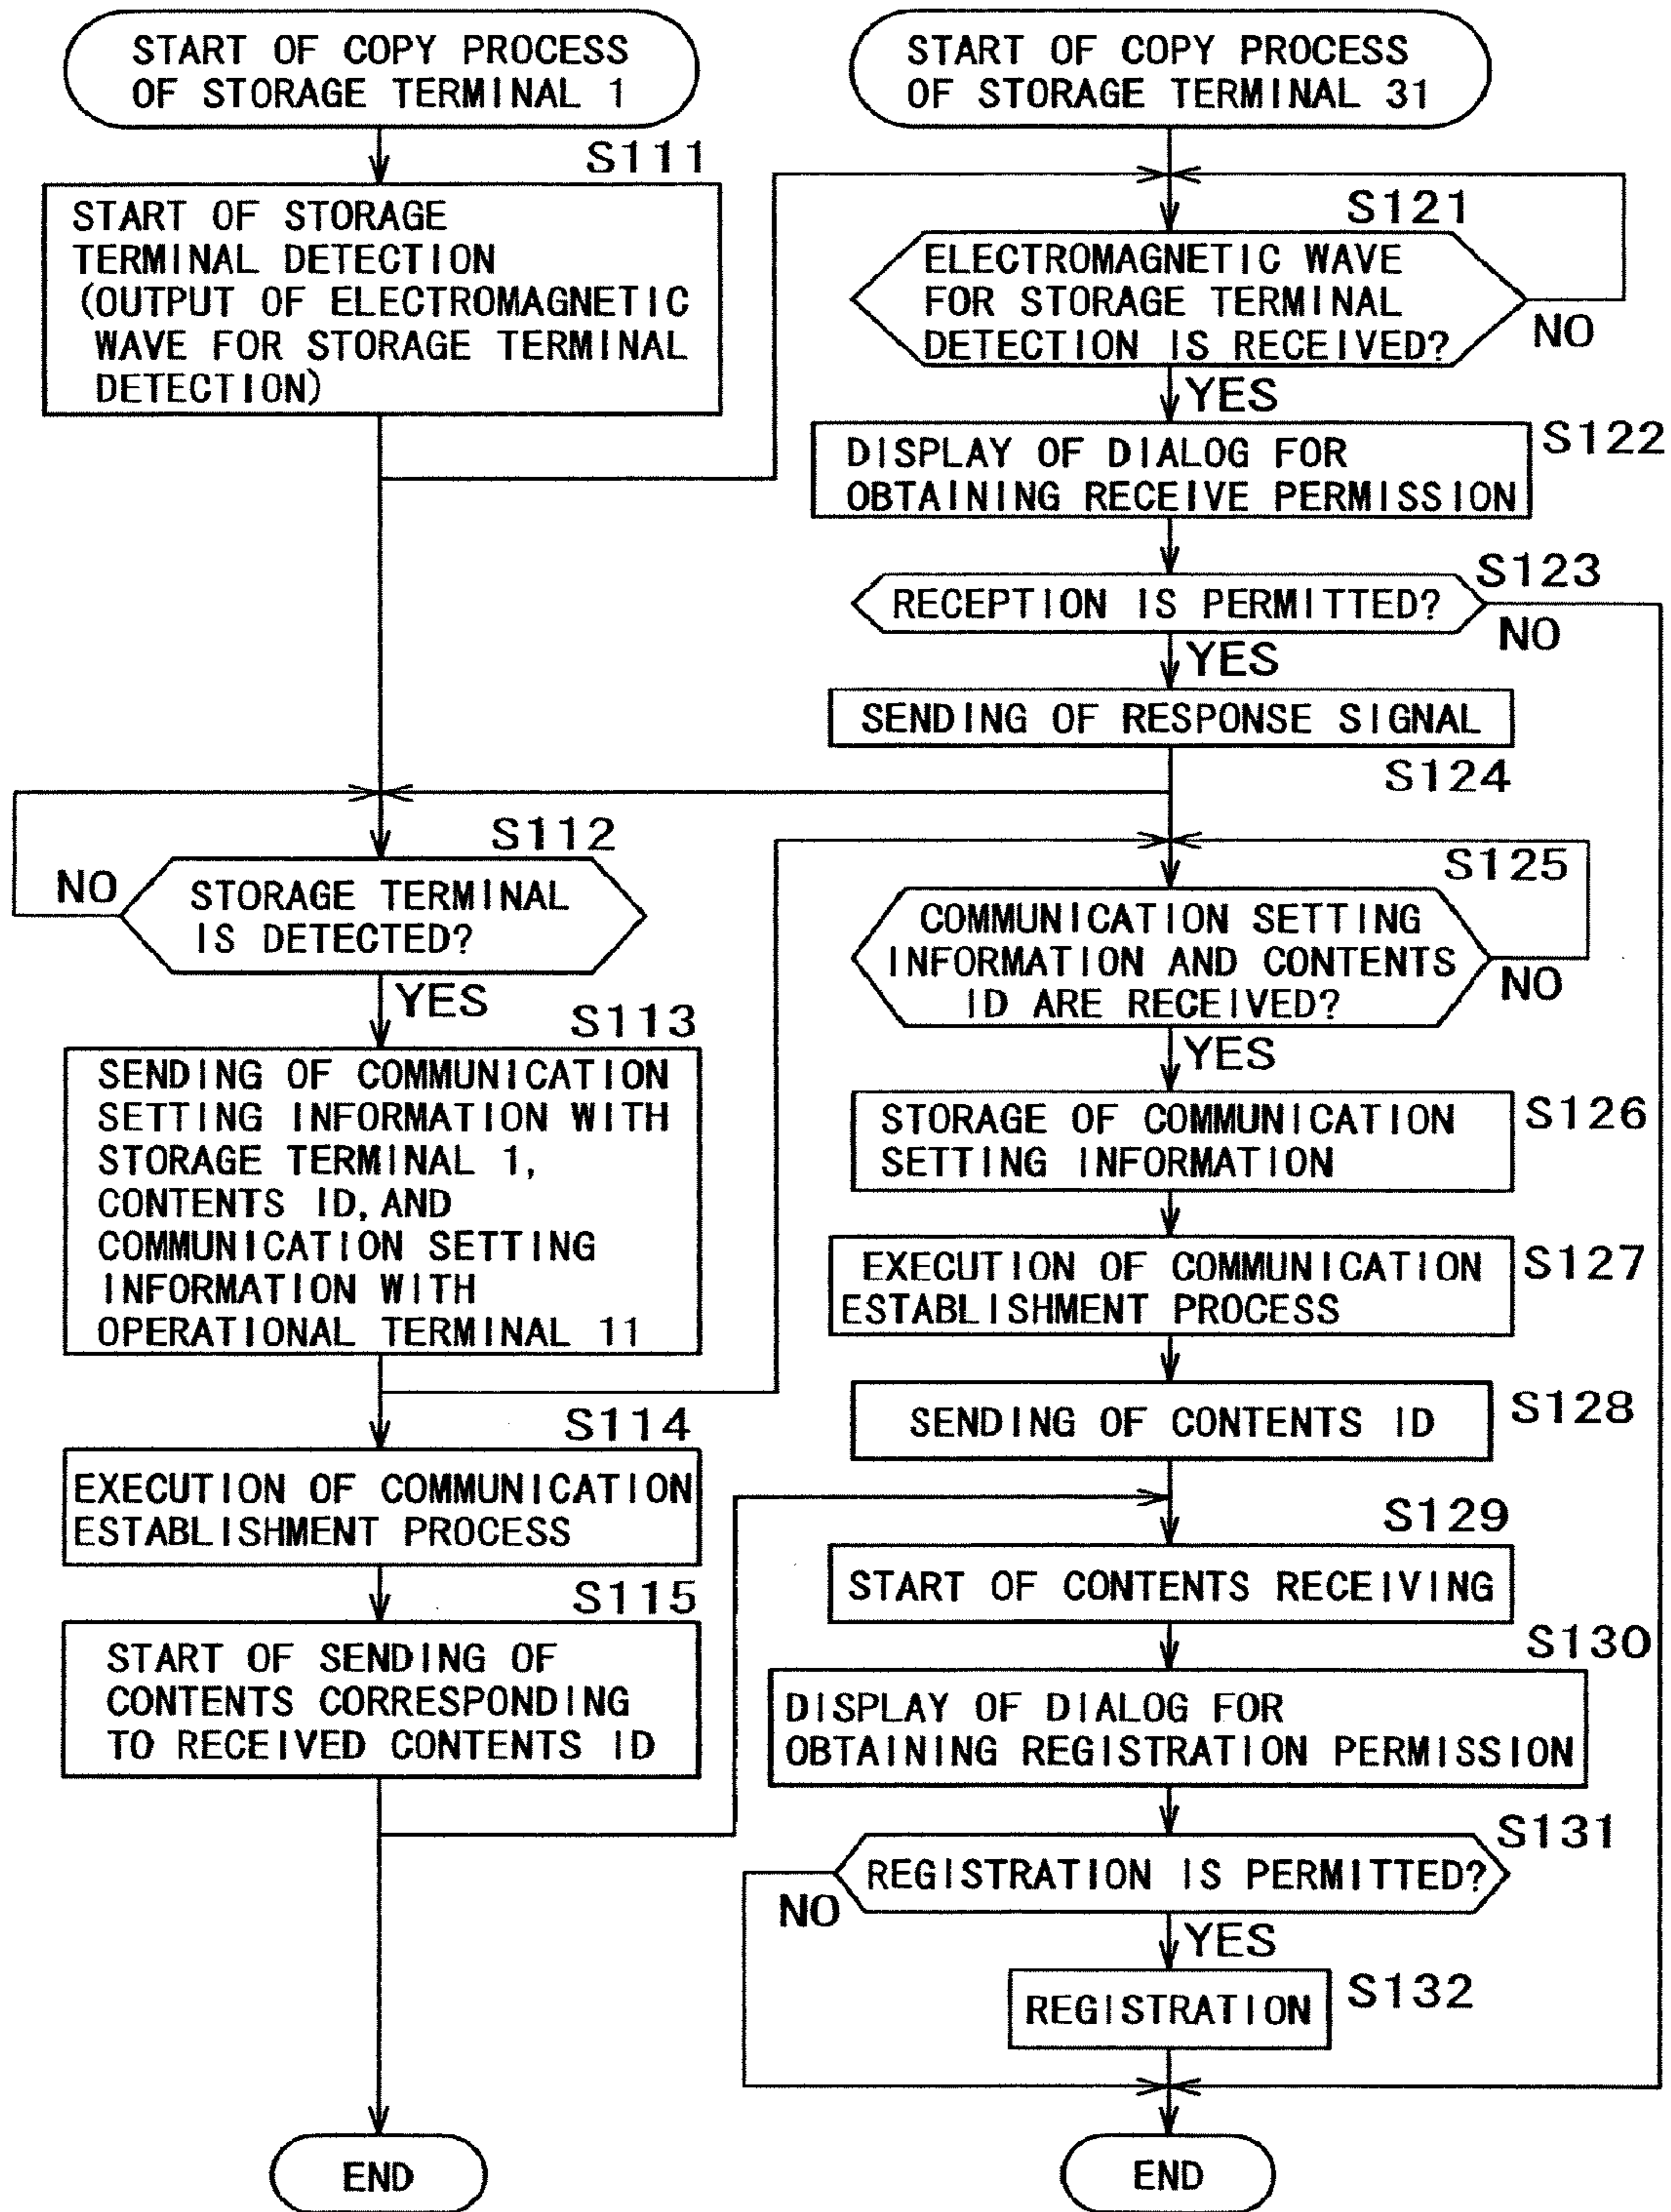 START OF COPY PROCESS
OF STORAGE TERMINAL 1
S111
START OF STORAGE
TERMINAL DETECTION
(OUTPUT OF ELECTROMAGNETIC
WAVE FOR STORAGE TERMINAL
DETECTION)
S112
NO
STORAGE TERMINAL
IS DETECTED?
YES
S113
SENDING OF COMMUNICATION
SETTING INFORMATION WITH
STORAGE TERMINAL 1,
CONTENTS ID, AND
COMMUNICATION SETTING
INFORMATION WITH
OPERATIONAL TERMINAL 11
S114
EXECUTION OF COMMUNICATION
ESTABLISHMENT PROCESS
S115
START OF SENDING OF
CONTENTS CORRESPONDING
TO RECEIVED CONTENTS ID
END
START OF COPY PROCESS
OF STORAGE TERMINAL 31
S121
ELECTROMAGNETIC WAVE
FOR STORAGE TERMINAL
DETECTION IS RECEIVED?
NO
YES
S122
DISPLAY OF DIALOG FOR
OBTAINING RECEIVE PERMISSION
S123
RECEPTION IS PERMITTED?
NO
YES
SENDING OF RESPONSE SIGNAL
S124
S125
COMMUNICATION SETTING
INFORMATION AND CONTENTS
ID ARE RECEIVED?
NO
YES
STORAGE OF COMMUNICATION
SETTING INFORMATION
S126
EXECUTION OF COMMUNICATION
ESTABLISHMENT PROCESS
S127
SENDING OF CONTENTS ID
S128
S129
START OF CONTENTS RECEIVING
S130
DISPLAY OF DIALOG FOR
OBTAINING REGISTRATION PERMISSION
S131
REGISTRATION IS PERMITTED?
NO
YES
REGISTRATION
S132
END